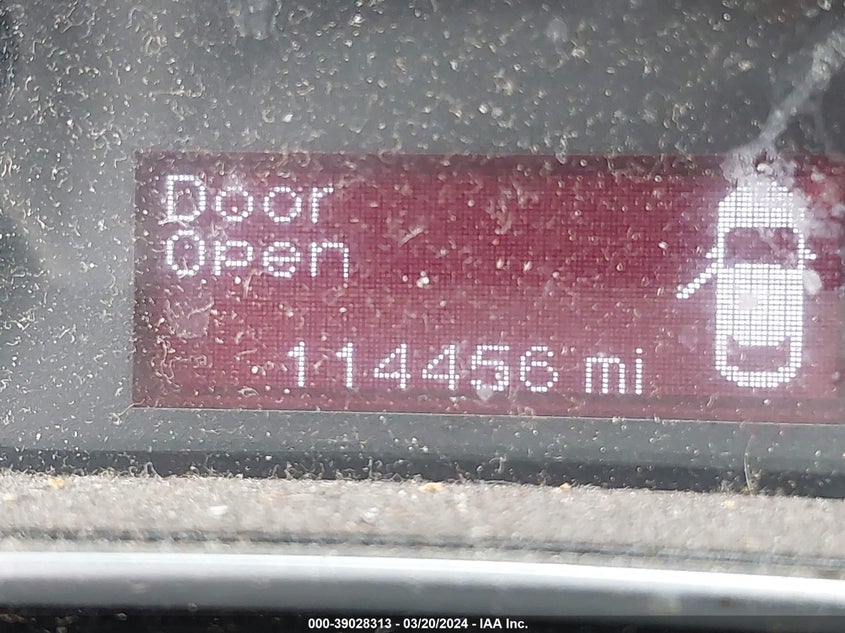 Door
Open
114456 mi
000-39028313 - 03/20/2024 - IAA Inc.